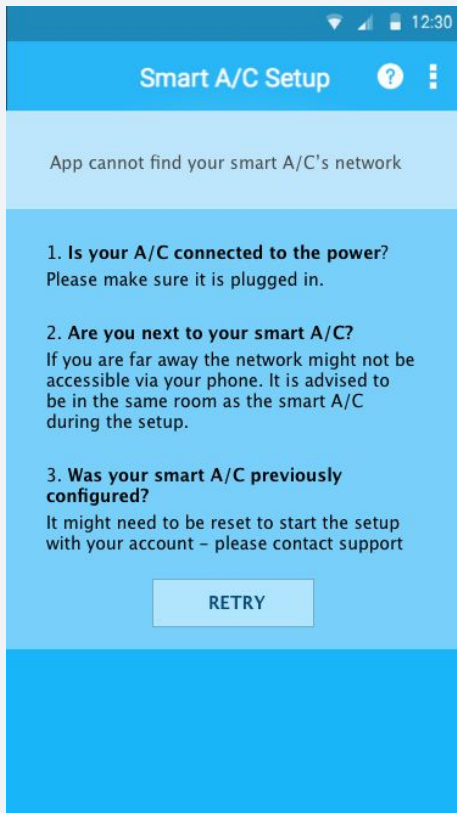 12:30
Smart A/C Setup ?
App cannot find your smart A/C's network
1. Is your A/C connected to the power?
Please make sure it is plugged in.
2. Are you next to your smart A/C?
If you are far away the network might not be
accessible via your phone. It is advised to
be in the same room as the smart A/C
during the setup.
3. Was your smart A/C previously
configured?
It might need to be reset to start the setup
with your account – please contact support
RETRY